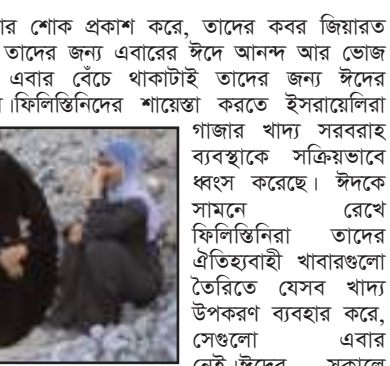 ার শোক প্রকাশ করে, তাদের কবর জিয়ারত
তাদের জন্য এবারের ঈদে আনন্দ আর ভোজ
এবার বেঁচে থাকাটাই তাদের জন্য ঈদের
।ফিলিস্তিনিদের শায়েস্তা করতে ইসরায়েলিরা
গাজার খাদ্য সরবরাহ
ব্যবস্থাকে সক্রিয়ভাবে
ধ্বংস করেছে। ঈদকে
সামনে রেখে
ফিলিস্তিনিরা তাদের
ঐতিহ্যবাহী খাবারগুলো
তৈরিতে যেসব খাদ্য
উপকরণ ব্যবহার করে,
সেগুলো এবার
নেই।ঈদের সকালে